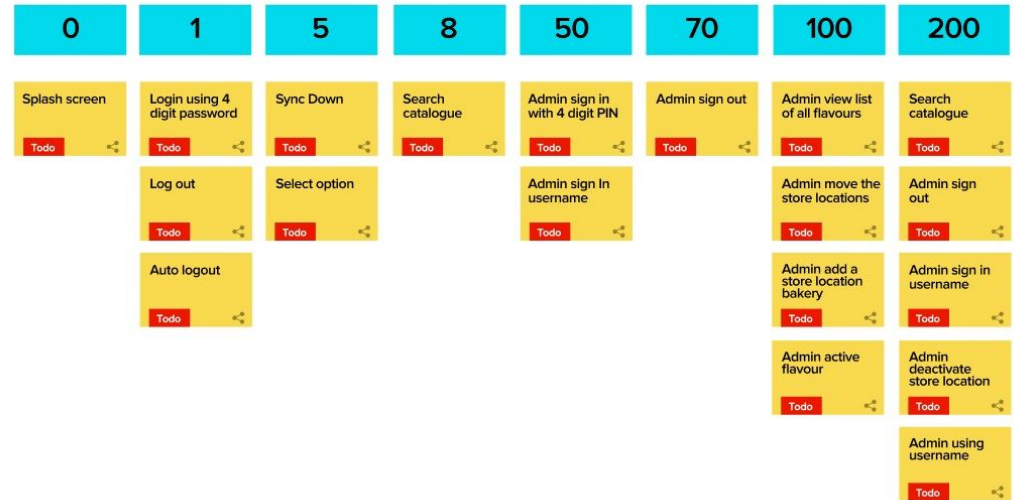 0
1
5
8
50
70
100
200
Splash screen
Todo
Login using 4
digit password
Todo
Sync Down
Todo
Search
catalogue
Todo
Admin sign in
with 4 digit PIN
Todo
Admin sign out
Todo
Admin view list
of all flavours
Todo
Search
catalogue
Todo
Log out
Todo
Select option
Todo
Admin sign In
username
Todo
Admin move the
store locations
Todo
Admin sign
out
Todo
Auto logout
Todo
Admin add a
store location
bakery
Todo
Admin sign in
username
Todo
Admin active
flavour
Todo
Admin
deactivate
store location
Todo
Admin using
username
Todo